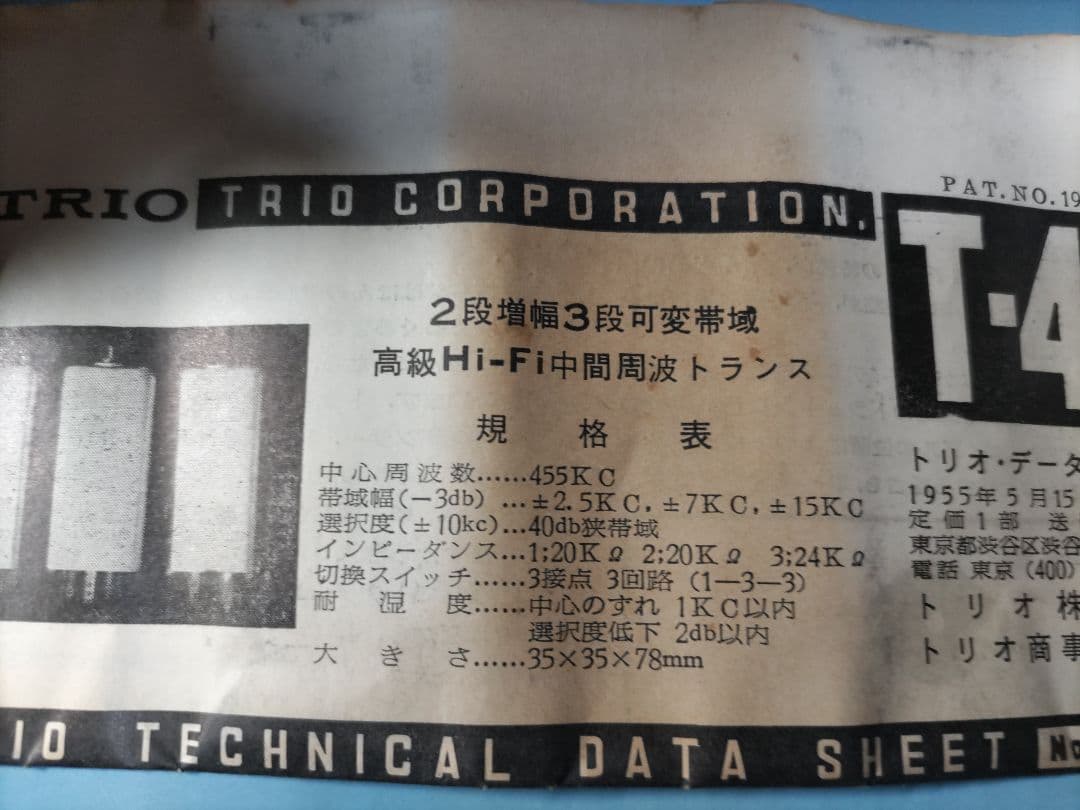 TRIO TRIO CORPORATION.
PAT.NO.19
T-4
2段増幅3段可変帯域
高級Hi-Fi中間周波トランス
規格表
中心周波数……455KC
帯域幅(−3db)…±2.5KC, ±7KC, ±15KC
選択度(±10kc)…40db狭帯域
インピーダンス…1;20KΩ 2;20KΩ 3;24KΩ
切換スイッチ……3接点 3回路 (1—3—3)
耐湿度……中心のずれ 1KC以内
選択度低下 2db以内
大きさ……35×35×78mm
トリオ・データ
1955年5月15
定価1部 送
東京都渋谷区渋谷
電話 東京 (400)
トリオ株
トリオ商事
IO TECHNICAL DATA SHEET No